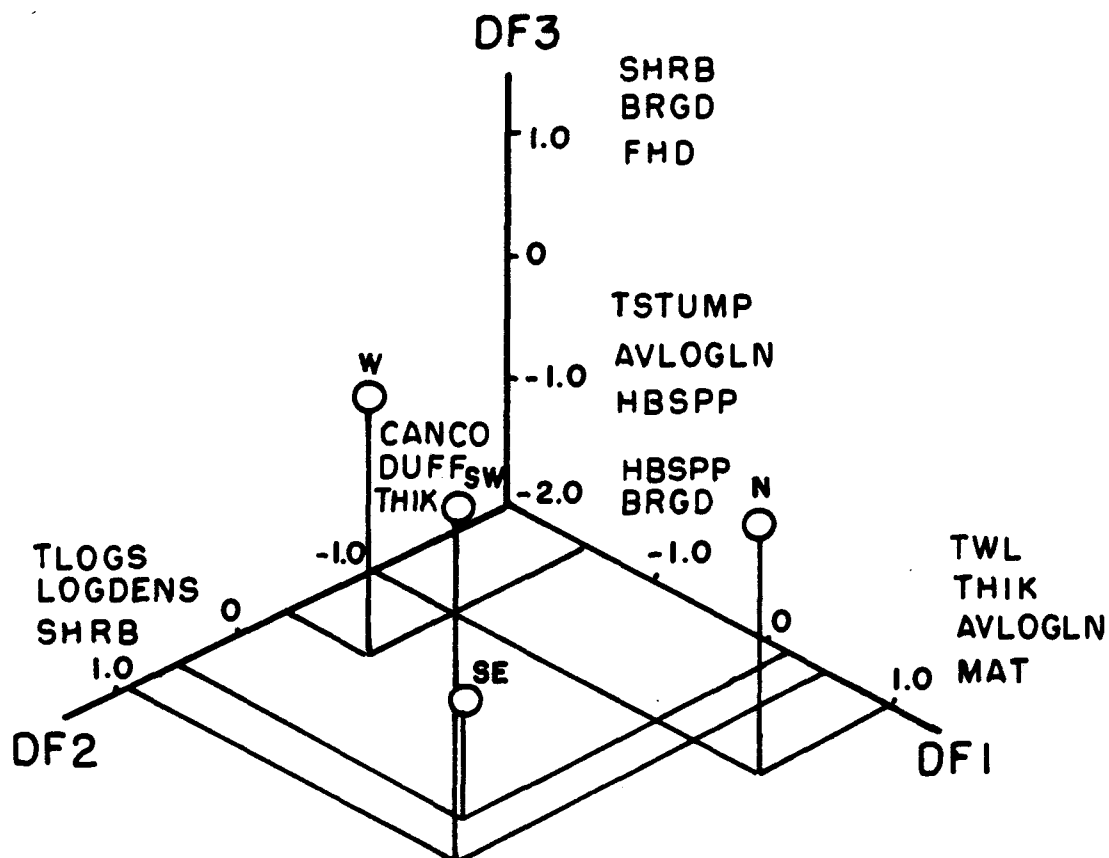 DF3
SHRB
BRGD
1.0
FHD
0
TSTUMP
W
AVLOGLN
-1.0
HBSPP
CANCO
DUFF
SW
HBSPP
N
THIK
-2.0
BRGD
TLOGS
-1.0
-1.0
TWL
LOGDENS
THIK
0
0
AVLOGLN
SHRB
1.0
SE
1.0
MAT
DF2
DF1